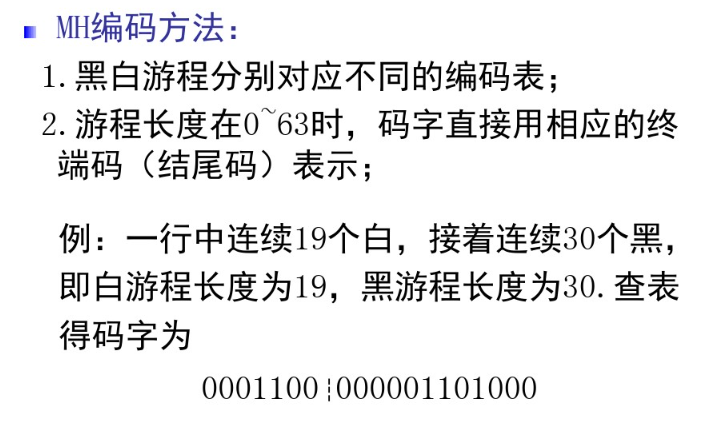 MH编码方法：
1.黑白游程分别对应不同的编码表；
2.游程长度在0~63时，码字直接用相应的终
端码（结尾码）表示；
例：一行中连续19个白，接着连续30个黑，
即白游程长度为19，黑游程长度为30.查表
得码字为
0001100¦000001101000